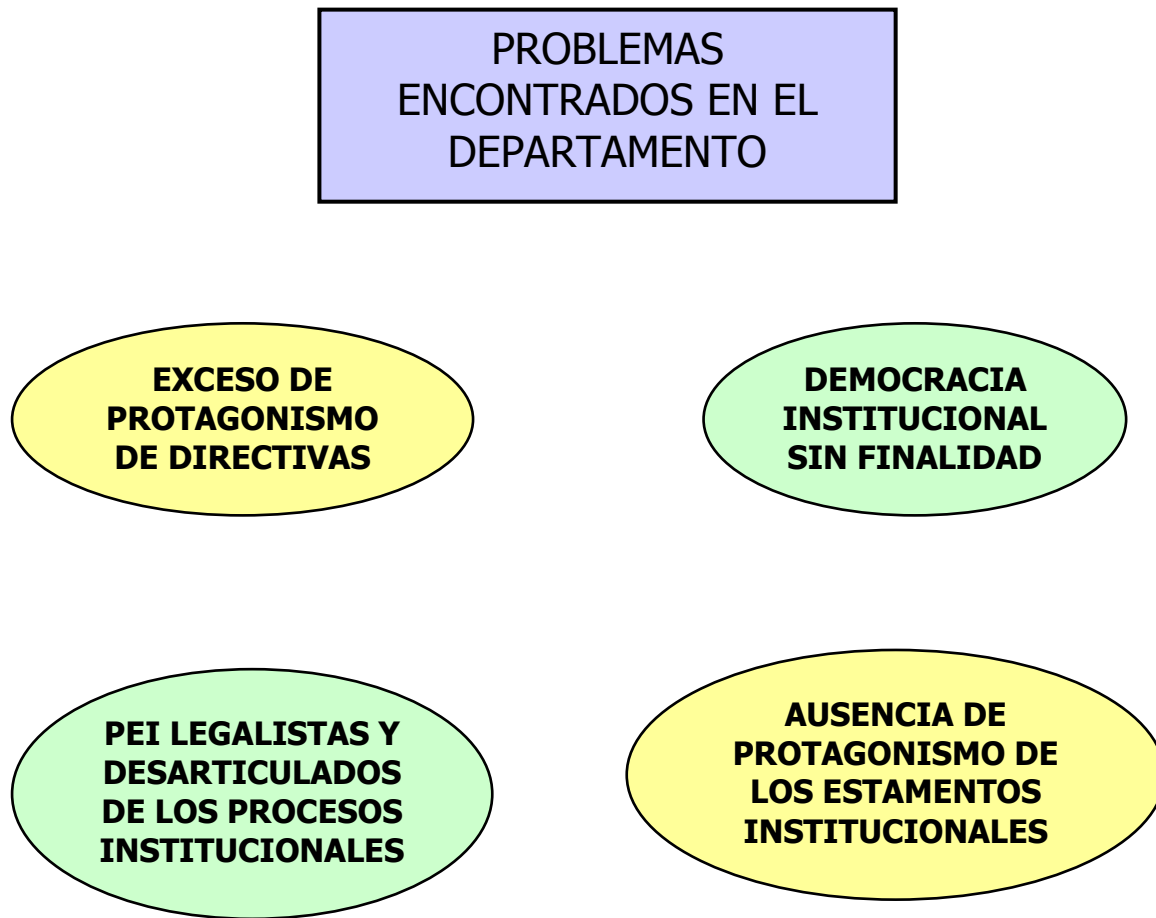 PROBLEMAS
ENCONTRADOS EN EL
DEPARTAMENTO
EXCESO DE
PROTAGONISMO
DE DIRECTIVAS
DEMOCRACIA
INSTITUCIONAL
SIN FINALIDAD
PEI LEGALISTAS Y
DESARTICULADOS
DE LOS PROCESOS
INSTITUCIONALES
AUSENCIA DE
PROTAGONISMO DE
LOS ESTAMENTOS
INSTITUCIONALES